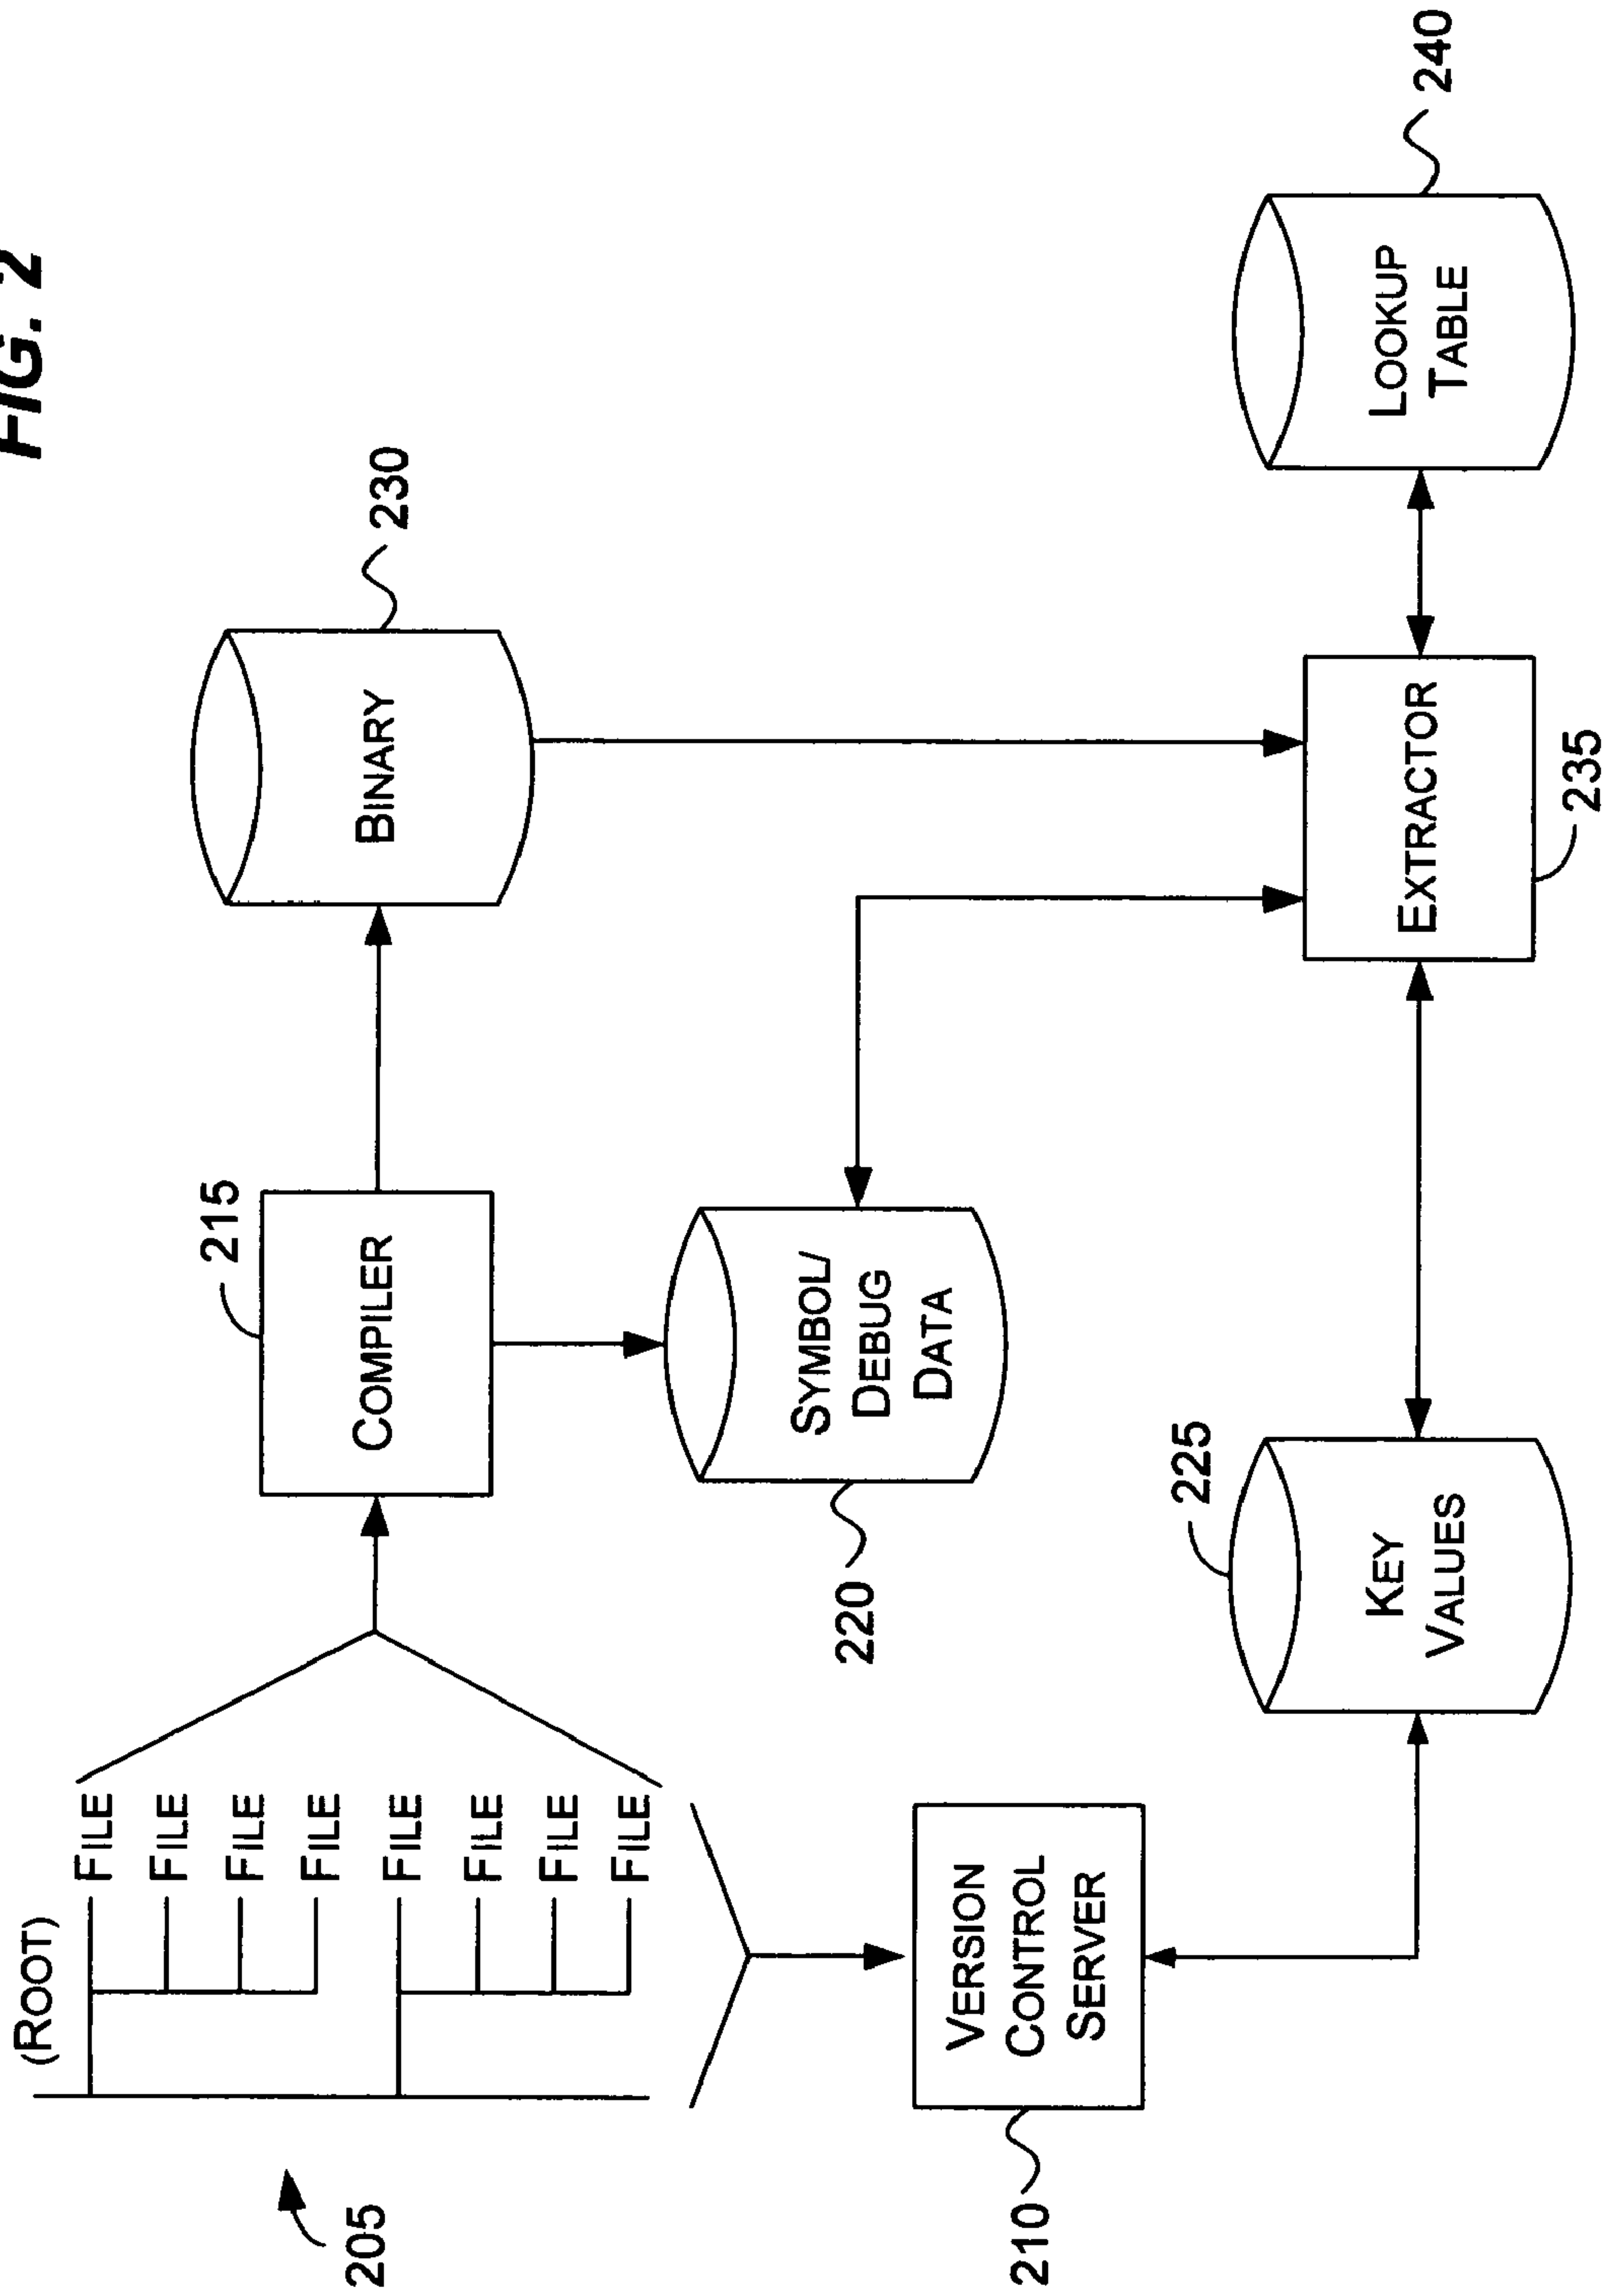 FIG. 2
(ROOT)
FILE
FILE
FILE
FILE
FILE
FILE
FILE
FILE
205
COMPILER
215
BINARY
230
SYMBOL/
DEBUG
DATA
220
VERSION
CONTROL
SERVER
210
KEY
VALUES
225
EXTRACTOR
235
LOOKUP
TABLE
240